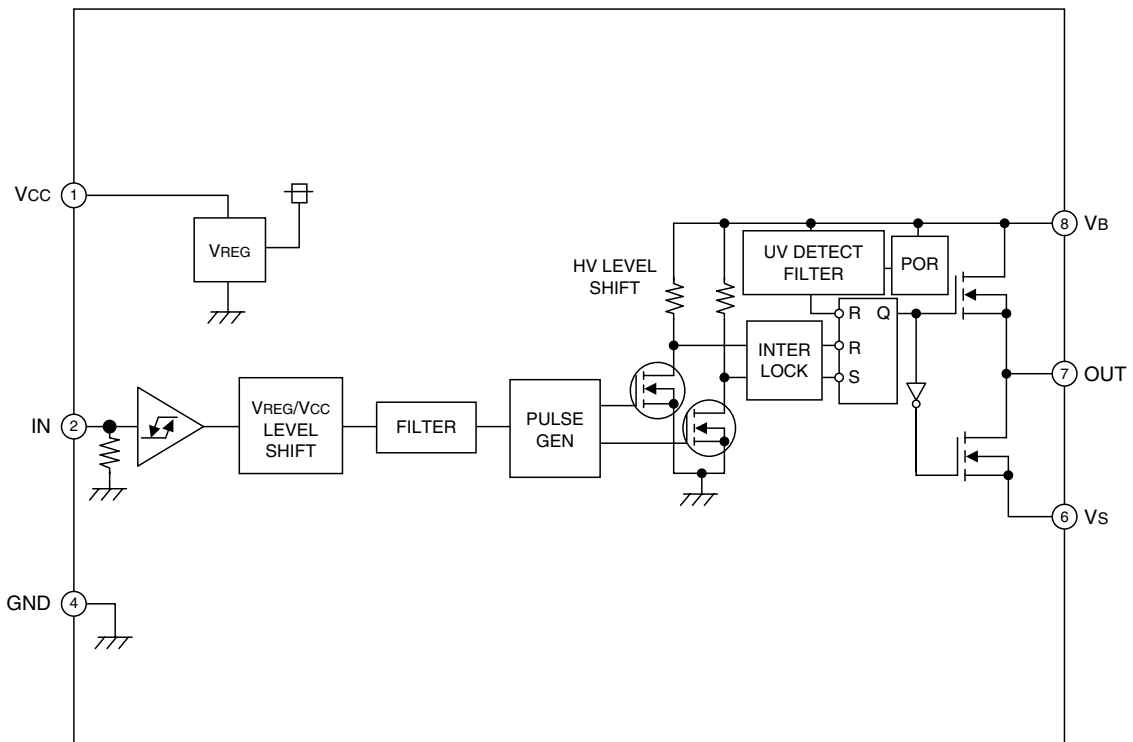 VCC
1
VREG
HV LEVEL
SHIFT
UV DETECT
FILTER
POR
8
VB
R
Q
R
S
INTER
LOCK
7
OUT
IN
2
VREG/VCC
LEVEL
SHIFT
FILTER
PULSE
GEN
6
VS
GND
4